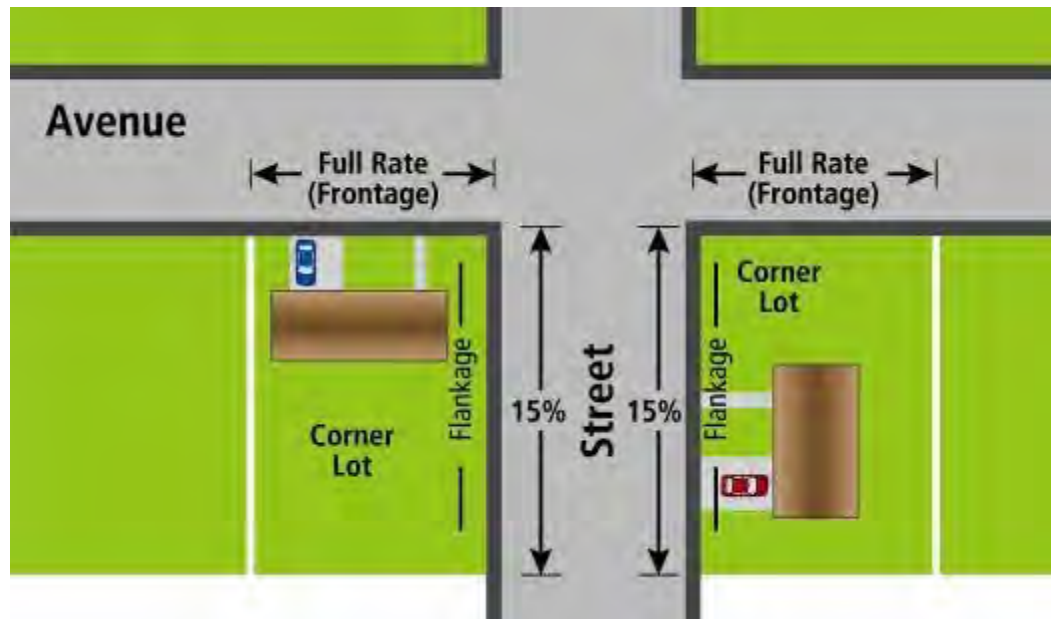 Avenue
Full Rate
(Frontage)
Full Rate
(Frontage)
Corner
Lot
Flankage
15%
Street
15%
Flankage
Corner
Lot